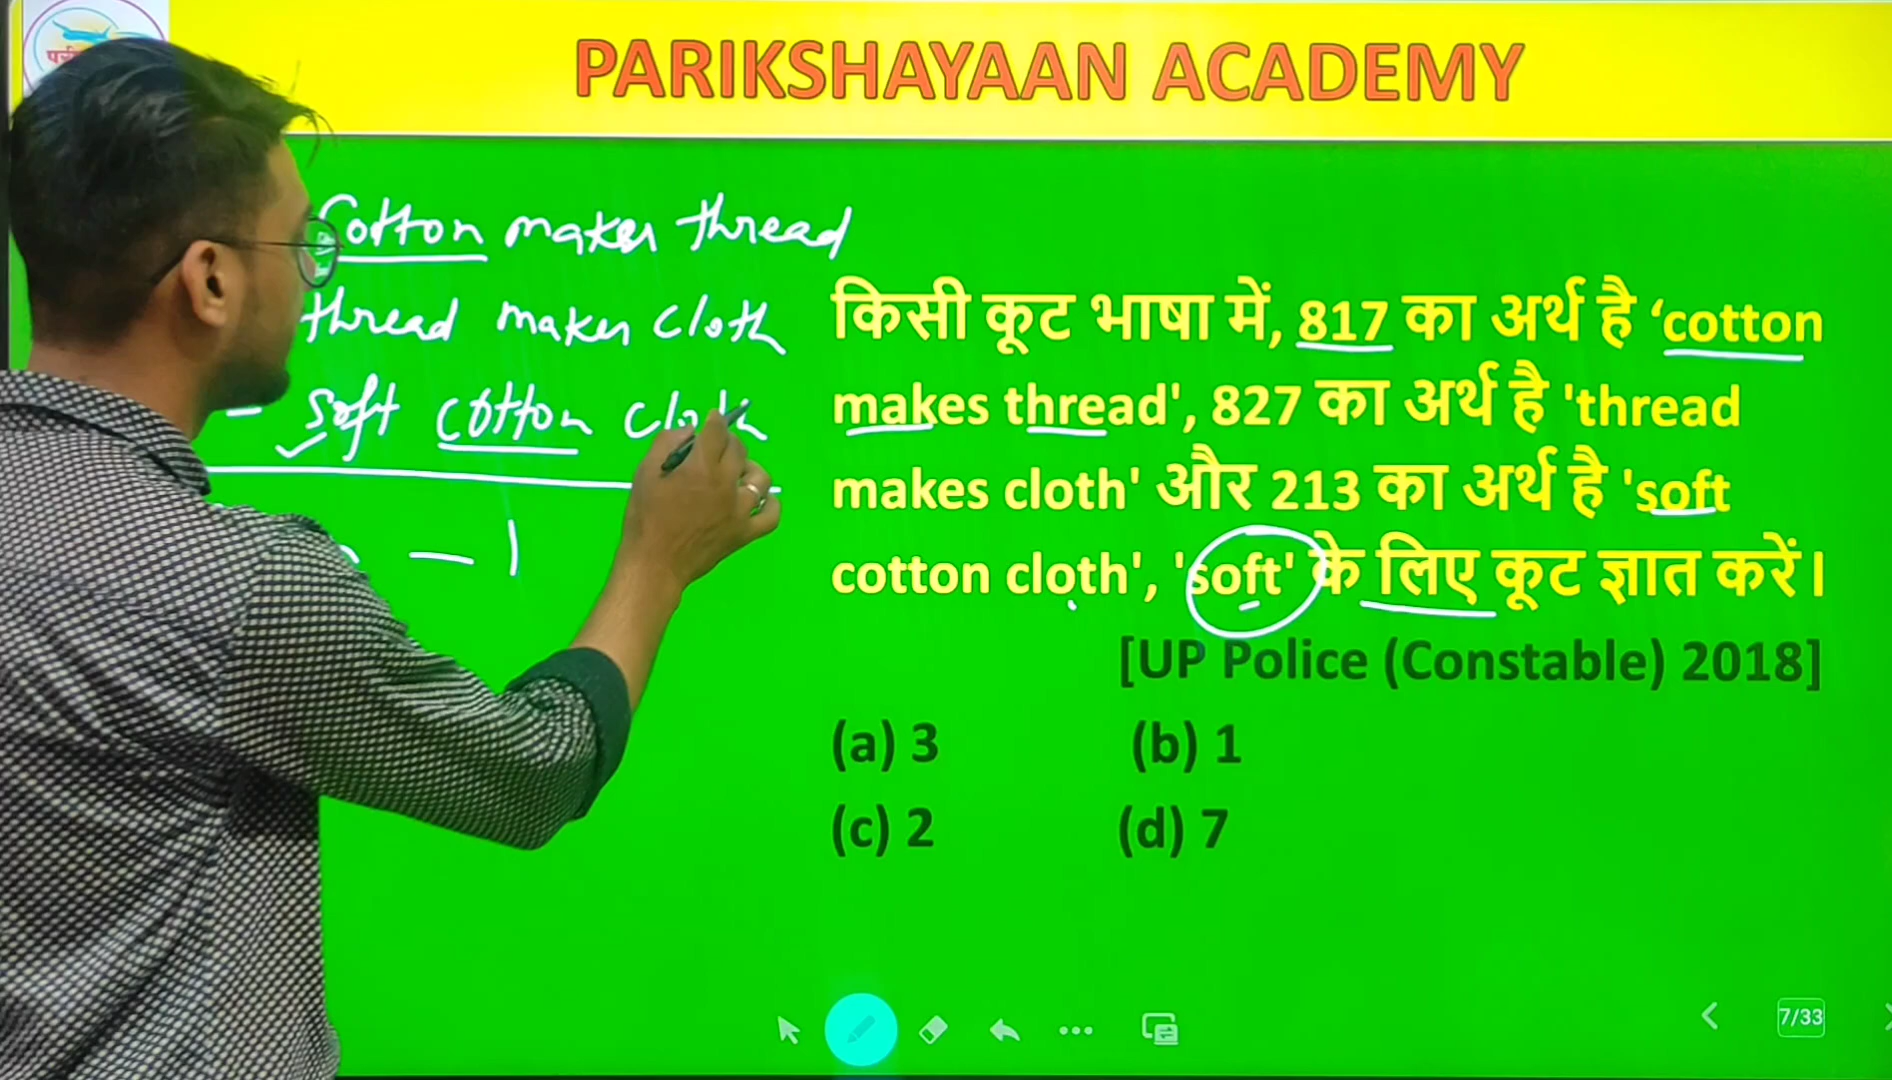 PARIKSHAYAAN ACADEMY
Cotton makes thread
thread makes cloth
soft cotton cloth
— 1
किसी कूट भाषा में, 817 का अर्थ है ‘cotton
makes thread', 827 का अर्थ है 'thread
makes cloth' और 213 का अर्थ है 'soft
cotton cloth', 'soft' के लिए कूट ज्ञात करें।
[UP Police (Constable) 2018]
(a) 3 (b) 1
(c) 2 (d) 7
7/33